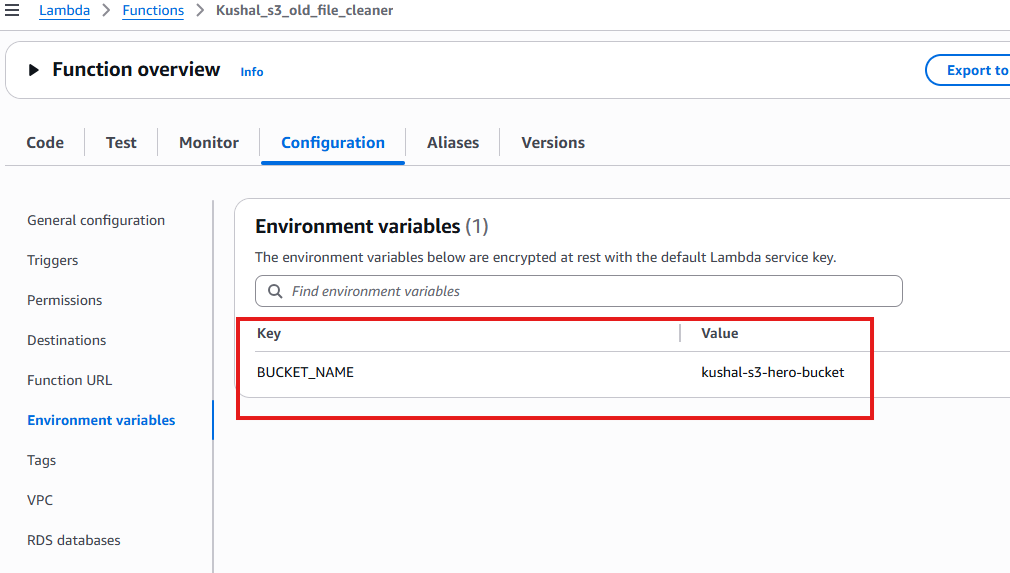 Lambda > Functions > Kushal_s3_old_file_cleaner
Function overview Info
Export to
Code Test Monitor Configuration Aliases Versions
General configuration
Triggers
Permissions
Destinations
Function URL
Environment variables
Tags
VPC
RDS databases
Environment variables (1)
The environment variables below are encrypted at rest with the default Lambda service key.
Find environment variables
Key Value
BUCKET_NAME kushal-s3-hero-bucket